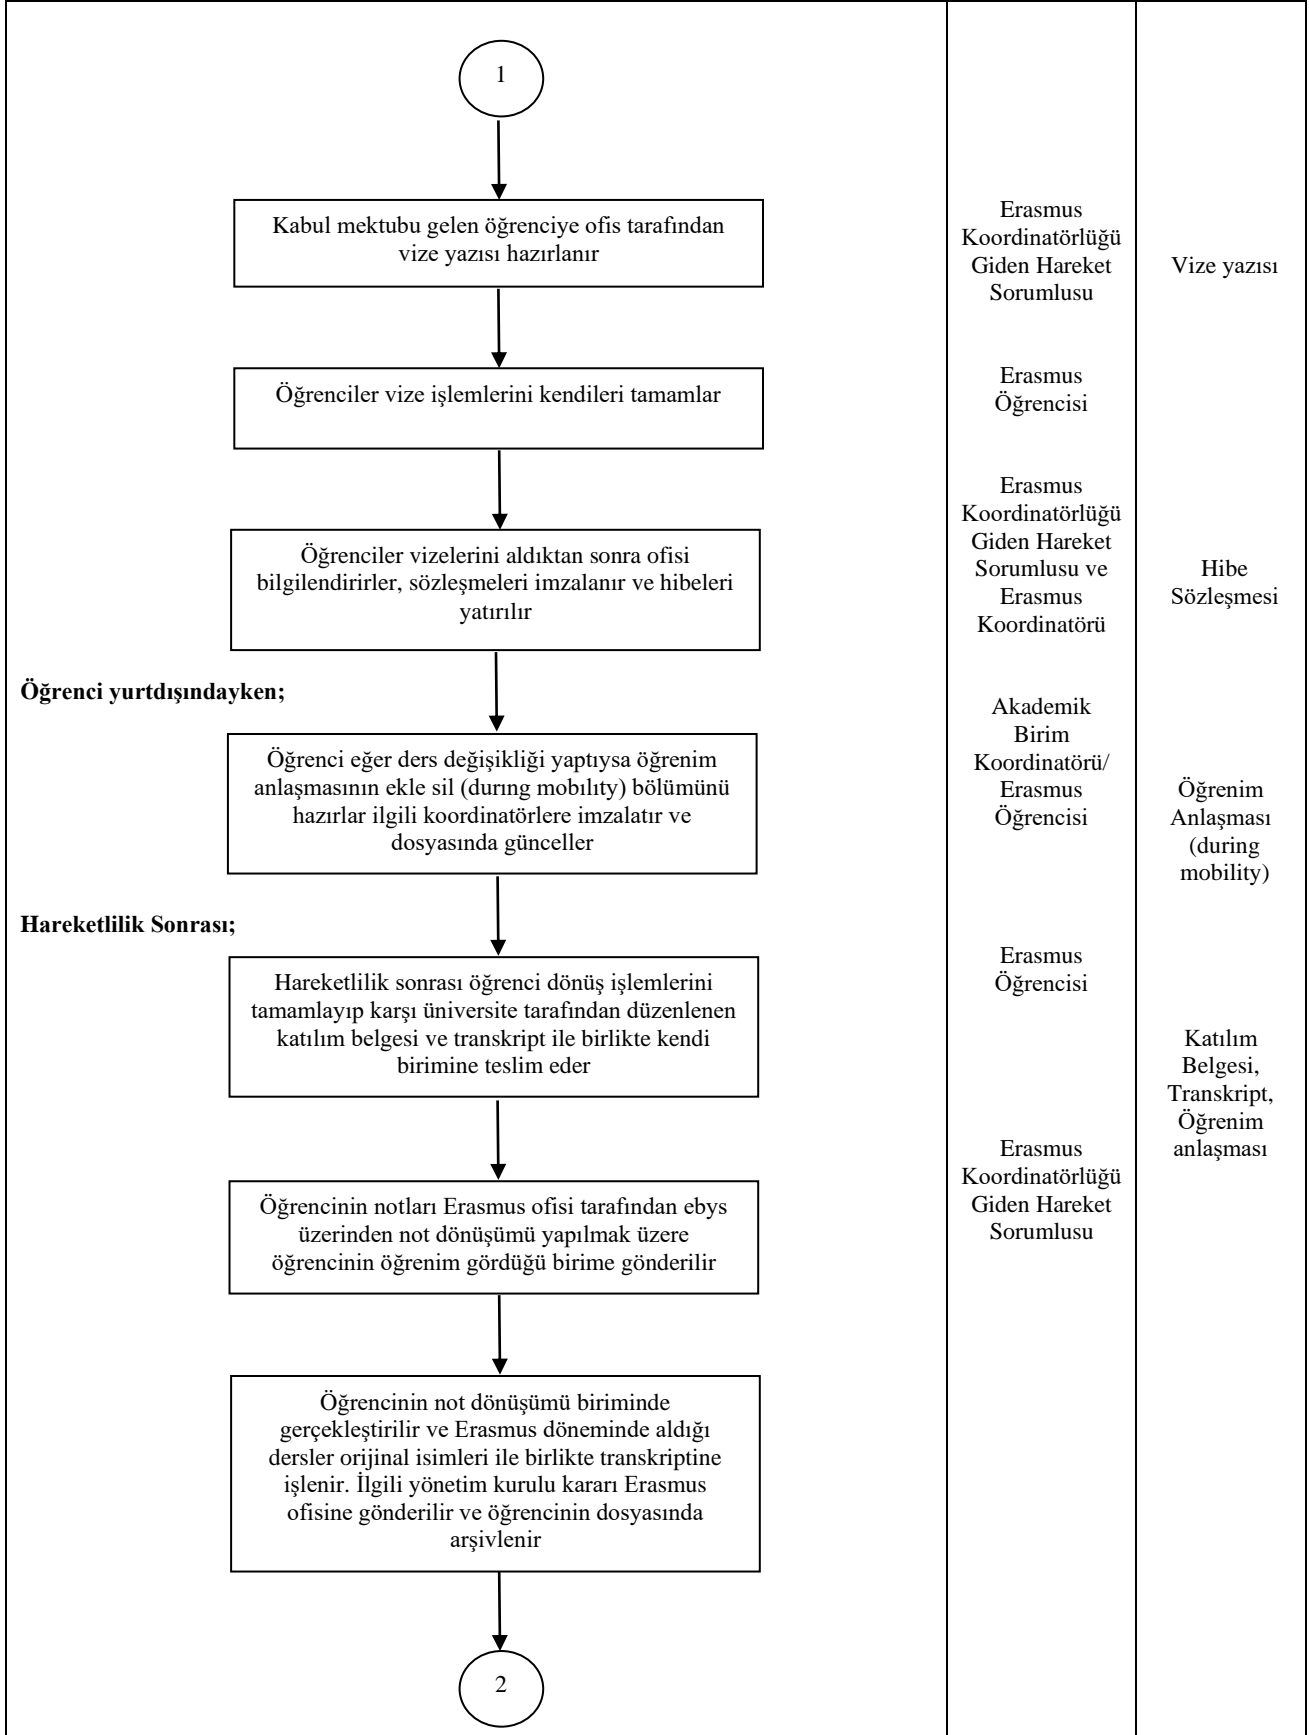 1
Kabul mektubu gelen öğrenciye ofis tarafından
vize yazısı hazırlanır
Erasmus
Koordinatörlüğü
Giden Hareket
Sorumlusu
Vize yazısı
Öğrenciler vize işlemlerini kendileri tamamlar
Erasmus
Öğrencisi
Öğrenciler vizelerini aldıktan sonra ofisi
bilgilendirirler, sözleşmeleri imzalanır ve hibeleri
yatırılır
Erasmus
Koordinatörlüğü
Giden Hareket
Sorumlusu ve
Erasmus
Koordinatörü
Hibe
Sözleşmesi
Öğrenci yurtdışındayken;
Öğrenci eğer ders değişikliği yaptıysa öğrenim
anlaşmasının ekle sil (durıng mobılıty) bölümünü
hazırlar ilgili koordinatörlere imzalatır ve
dosyasında günceller
Akademik
Birim
Koordinatörü/
Erasmus
Öğrencisi
Öğrenim
Anlaşması
(during
mobility)
Hareketlilik Sonrası;
Hareketlilik sonrası öğrenci dönüş işlemlerini
tamamlayıp karşı üniversite tarafından düzenlenen
katılım belgesi ve transkript ile birlikte kendi
birimine teslim eder
Erasmus
Öğrencisi
Katılım
Belgesi,
Transkript,
Öğrenim
anlaşması
Öğrencinin notları Erasmus ofisi tarafından ebys
üzerinden not dönüşümü yapılmak üzere
öğrencinin öğrenim gördüğü birime gönderilir
Erasmus
Koordinatörlüğü
Giden Hareket
Sorumlusu
Öğrencinin not dönüşümü biriminde
gerçekleştirilir ve Erasmus döneminde aldığı
dersler orijinal isimleri ile birlikte transkriptine
işlenir. İlgili yönetim kurulu kararı Erasmus
ofisine gönderilir ve öğrencinin dosyasında
arşivlenir
2